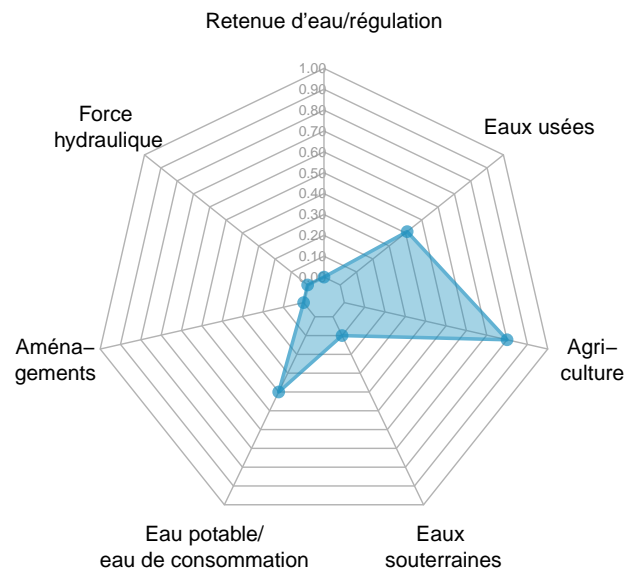 Retenue d'eau/régulation
1.00
0.90
0.80
0.70
0.60
0.50
0.40
0.30
0.20
0.10
0.00
Force
hydraulique
Eaux usées
Aména–
gements
Agri–
culture
Eau potable/
eau de consommation
Eaux
souterraines